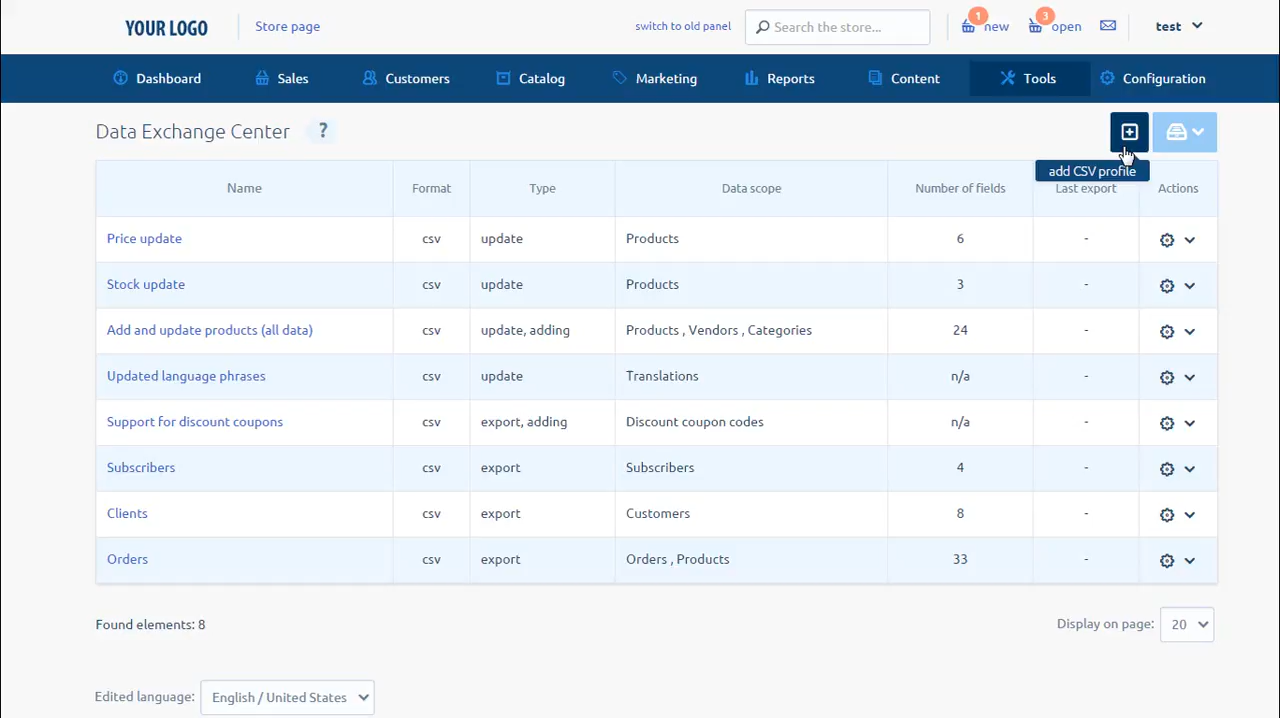 YOUR LOGO Store page switch to old panel Search the store... 1 new 3 open test
Dashboard Sales Customers Catalog Marketing Reports Content Tools Configuration
Data Exchange Center ?
add CSV profile
Name Format Type Data scope Number of fields Last export Actions
Price update csv update Products 6 -
Stock update csv update Products 3 -
Add and update products (all data) csv update, adding Products , Vendors , Categories 24 -
Updated language phrases csv update Translations n/a -
Support for discount coupons csv export, adding Discount coupon codes n/a -
Subscribers csv export Subscribers 4 -
Clients csv export Customers 8 -
Orders csv export Orders , Products 33 -
Found elements: 8 Display on page: 20
Edited language: English / United States